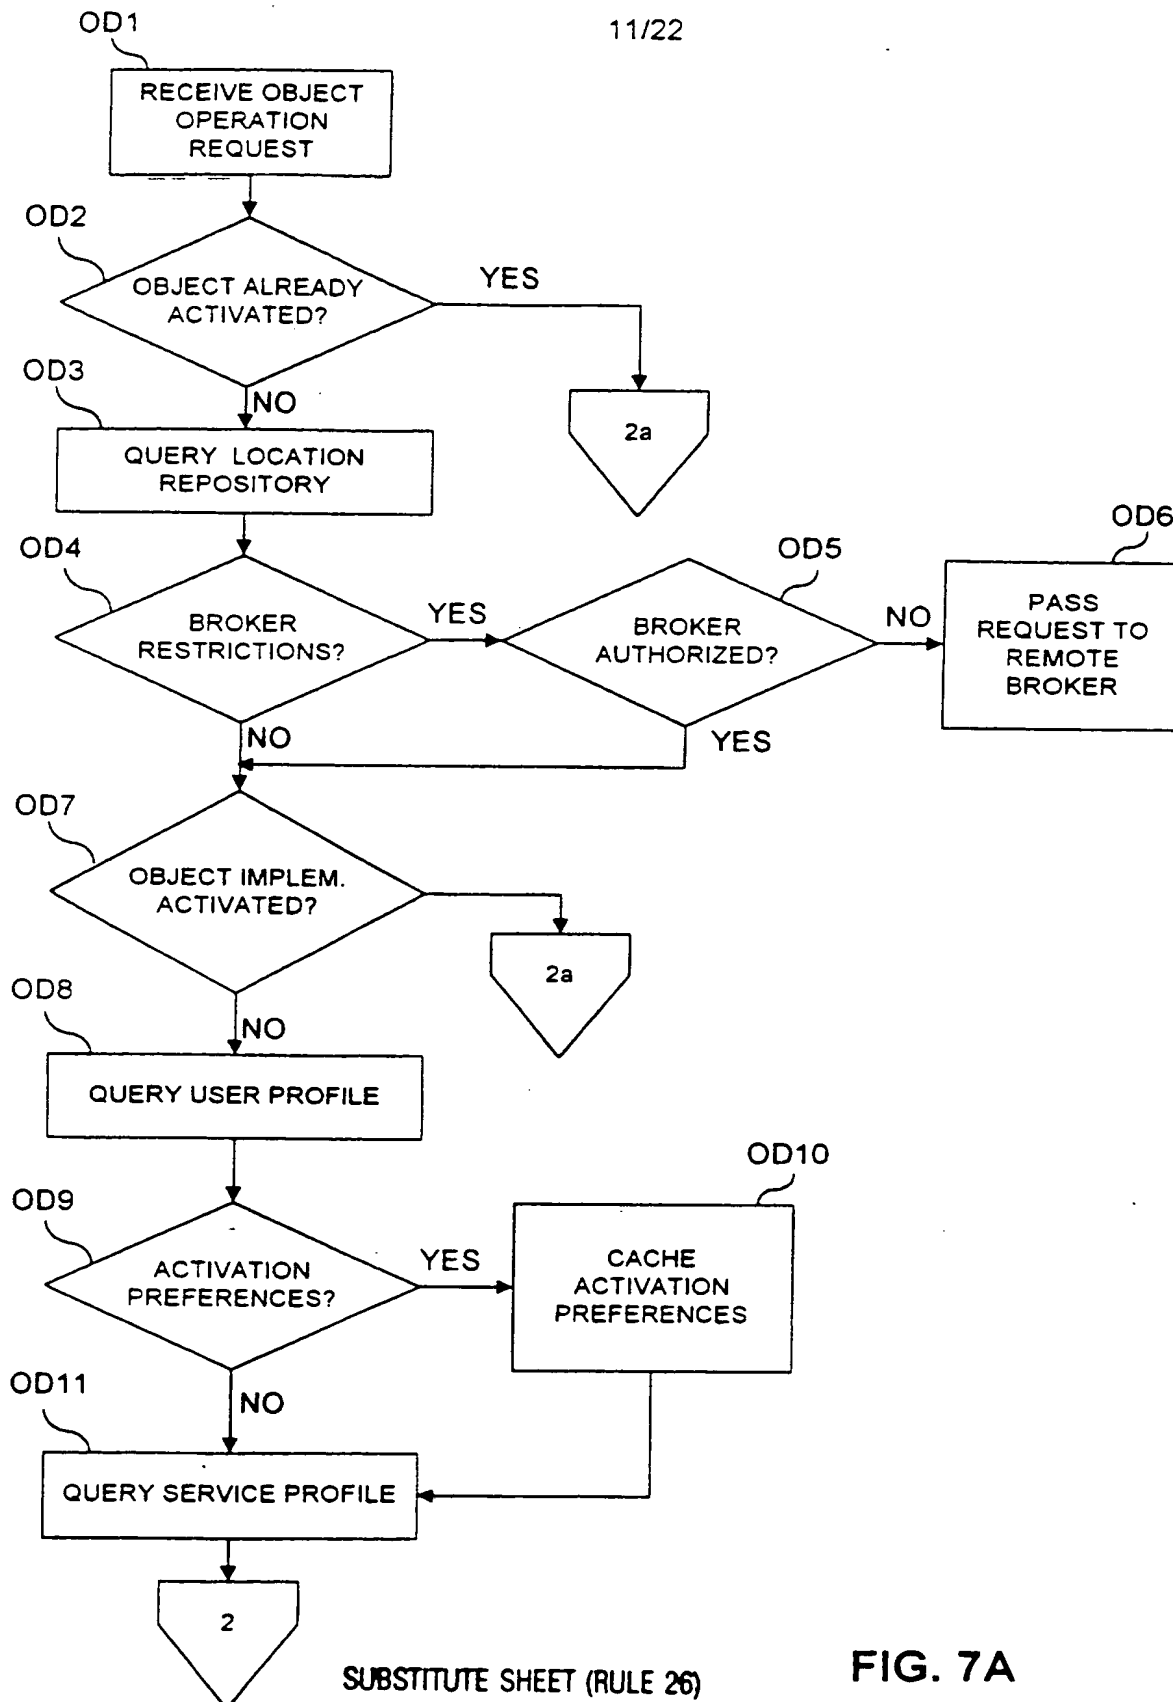 11/22
OD1
RECEIVE OBJECT
OPERATION
REQUEST
OD2
OBJECT ALREADY
ACTIVATED?
YES
2a
NO
OD3
QUERY LOCATION
REPOSITORY
OD4
BROKER
RESTRICTIONS?
YES
OD5
BROKER
AUTHORIZED?
NO
OD6
PASS
REQUEST TO
REMOTE
BROKER
NO
YES
OD7
OBJECT IMPLEM.
ACTIVATED?
2a
NO
OD8
QUERY USER PROFILE
OD9
ACTIVATION
PREFERENCES?
YES
OD10
CACHE
ACTIVATION
PREFERENCES
NO
OD11
QUERY SERVICE PROFILE
2
SUBSTITUTE SHEET (RULE 26)
FIG. 7A